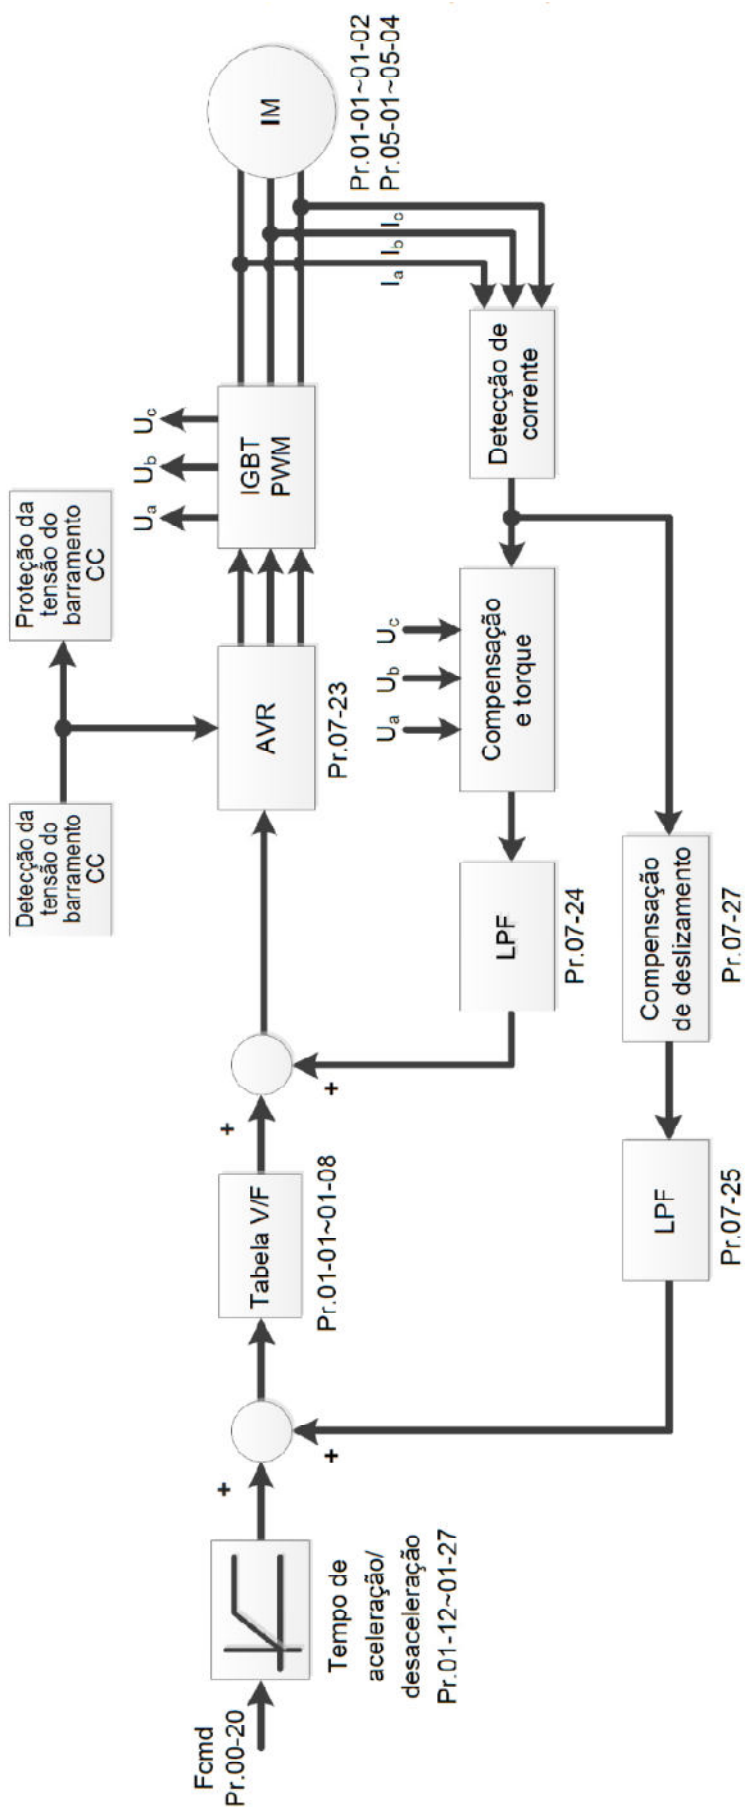 Fcmd
Pr.00-20
Tempo de
aceleração/
desaceleração
Pr.01-12~01-27
+
+
Tabela V/F
Pr.01-01~01-08
+
+
Detecção da
tensão do
barramento
CC
Proteção da
tensão do
barramento
CC
AVR
Pr.07-23
Ua
Ub
Uc
IGBT
PWM
IM
Pr.01-01~01-02
Pr.05-01~05-04
Ia
Ib
Ic
Detecção de
corrente
Ua
Ub
Uc
Compensação
e torque
LPF
Pr.07-24
Compensação
de deslizamento
Pr.07-27
LPF
Pr.07-25